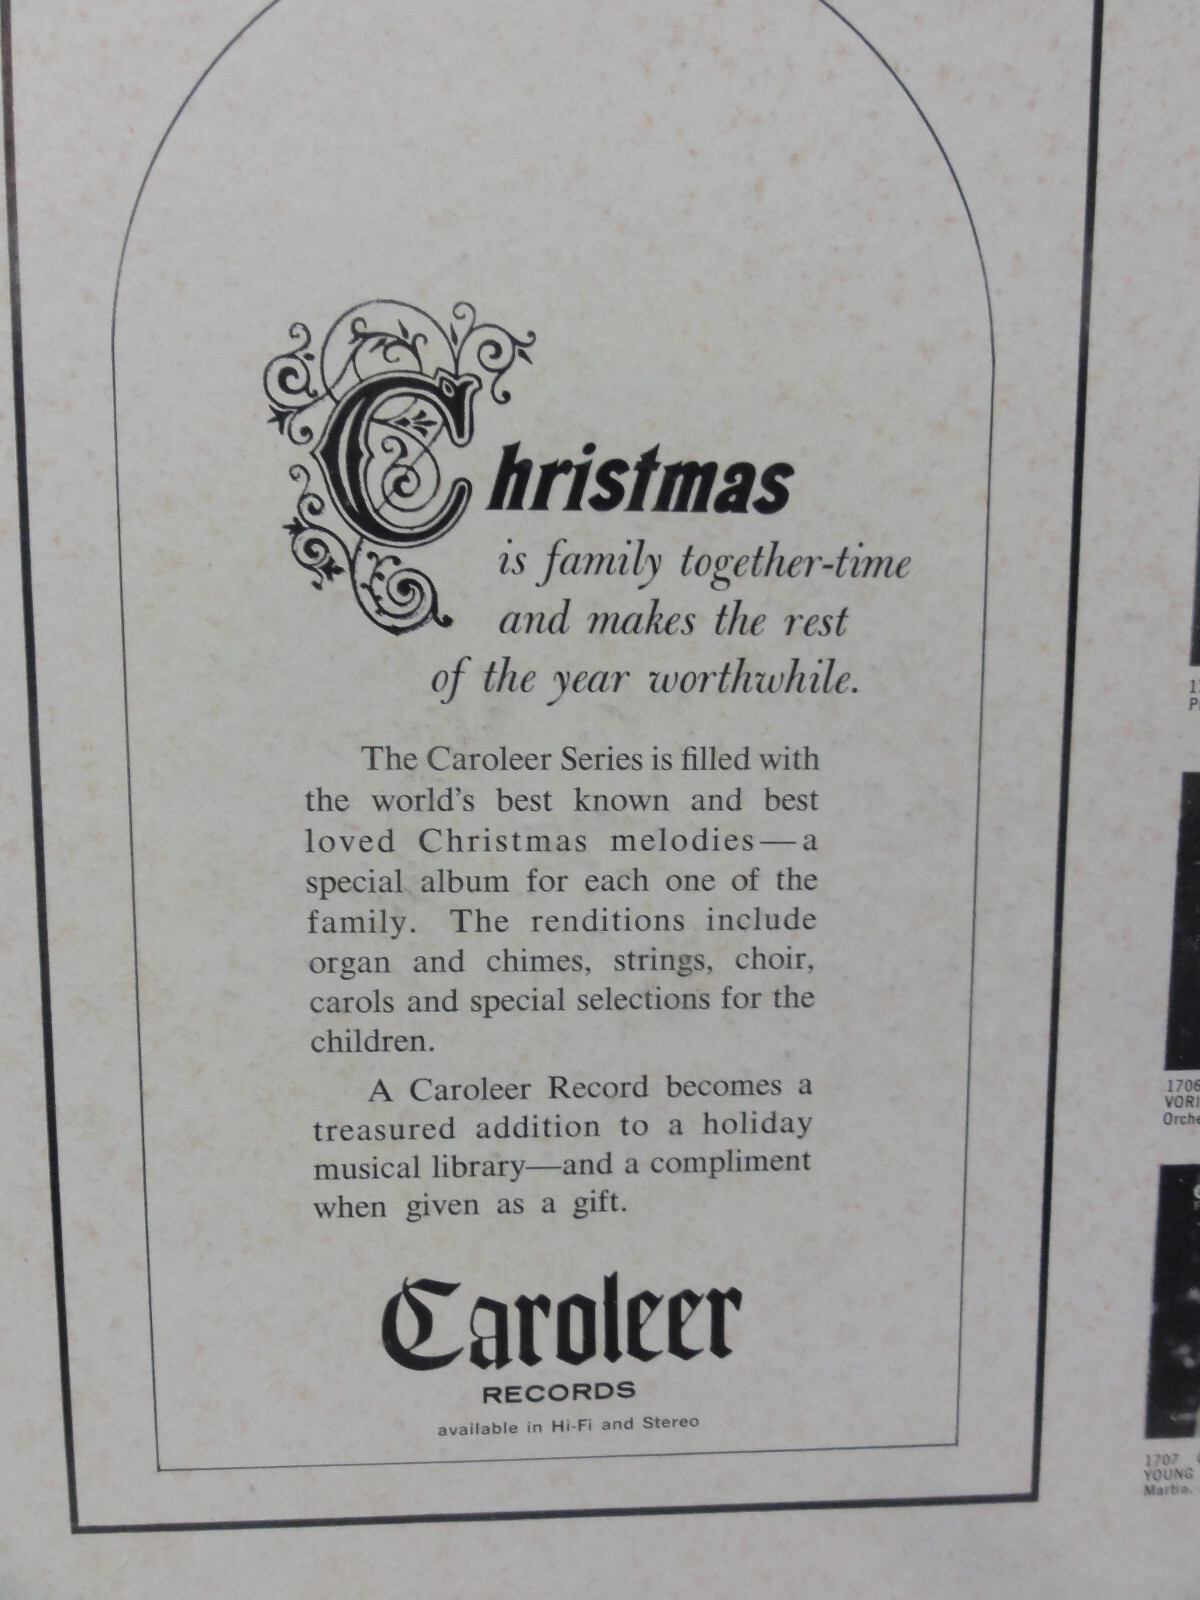 Christmas
is family together-time
and makes the rest
of the year worthwhile.
The Caroleer Series is filled with
the world's best known and best
loved Christmas melodies—a
special album for each one of the
family. The renditions include
organ and chimes, strings, choir,
carols and special selections for the
children.
A Caroleer Record becomes a
treasured addition to a holiday
musical library—and a compliment
when given as a gift.
Caroleer
RECORDS
available in Hi-Fi and Stereo
1706
1707
YOUNG